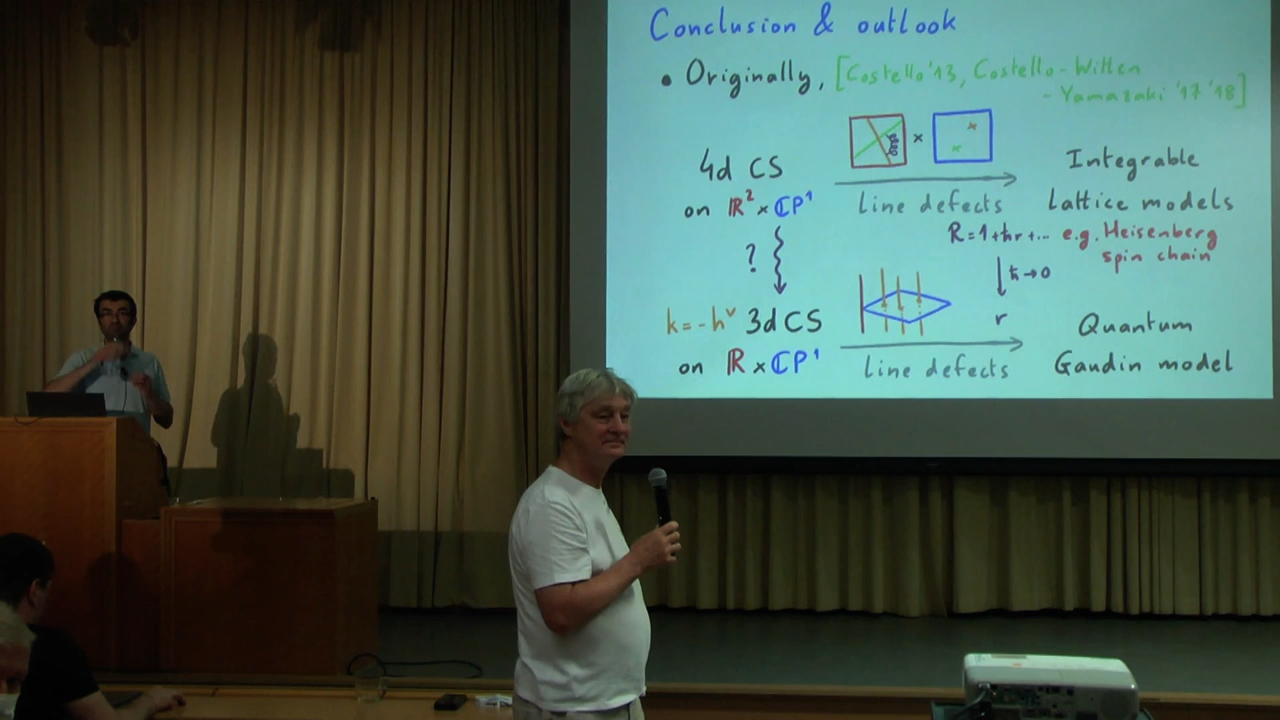 Conclusion & outlook
• Originally, [Costello '13, Costello-Witten
- Yamazaki '17 '18]
4d CS
on ℝ² × ℂP¹
×
Line defects
Integrable
Lattice models
R = 1 + ħr + ... e.g. Heisenberg
spin chain
?
ħ → 0
r
k = -h^∨ 3d CS
on ℝ × ℂP¹
Line defects
Quantum
Gaudin model